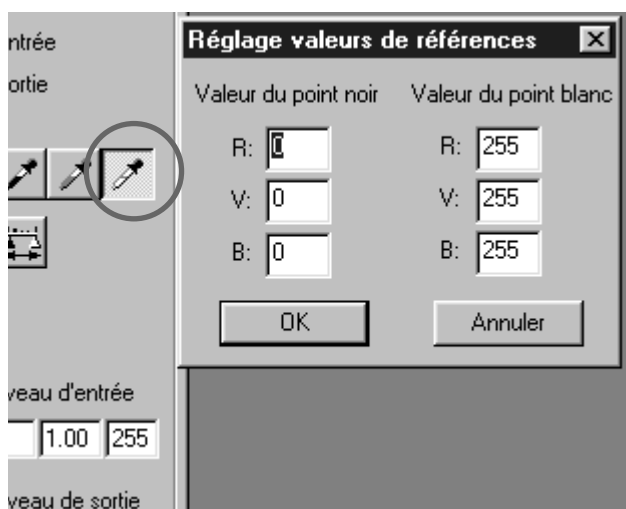 ntrée
ortie
Réglage valeurs de références
Valeur du point noir
Valeur du point blanc
R: 0
R: 255
V: 0
V: 255
B: 0
B: 255
OK
Annuler
veau d'entrée
1.00
255
veau de sortie